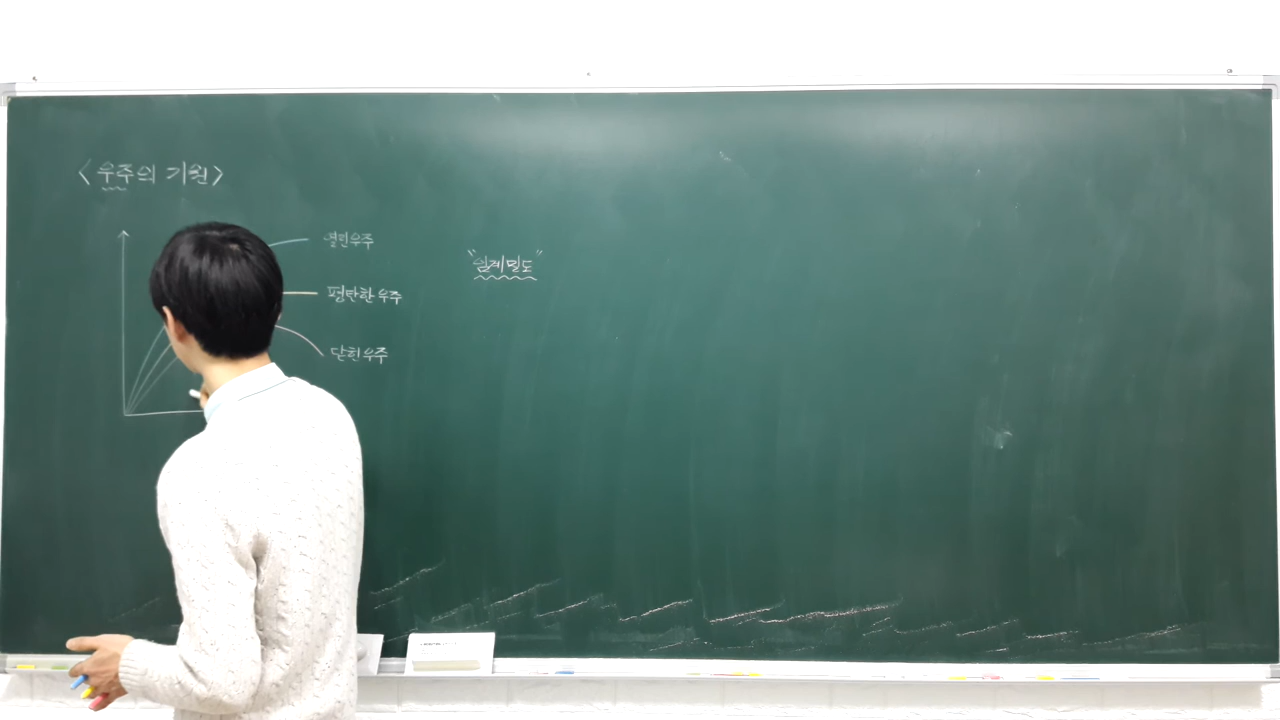 <우주의 기원>
열린우주
평탄한 우주
닫힌우주
"임계밀도"